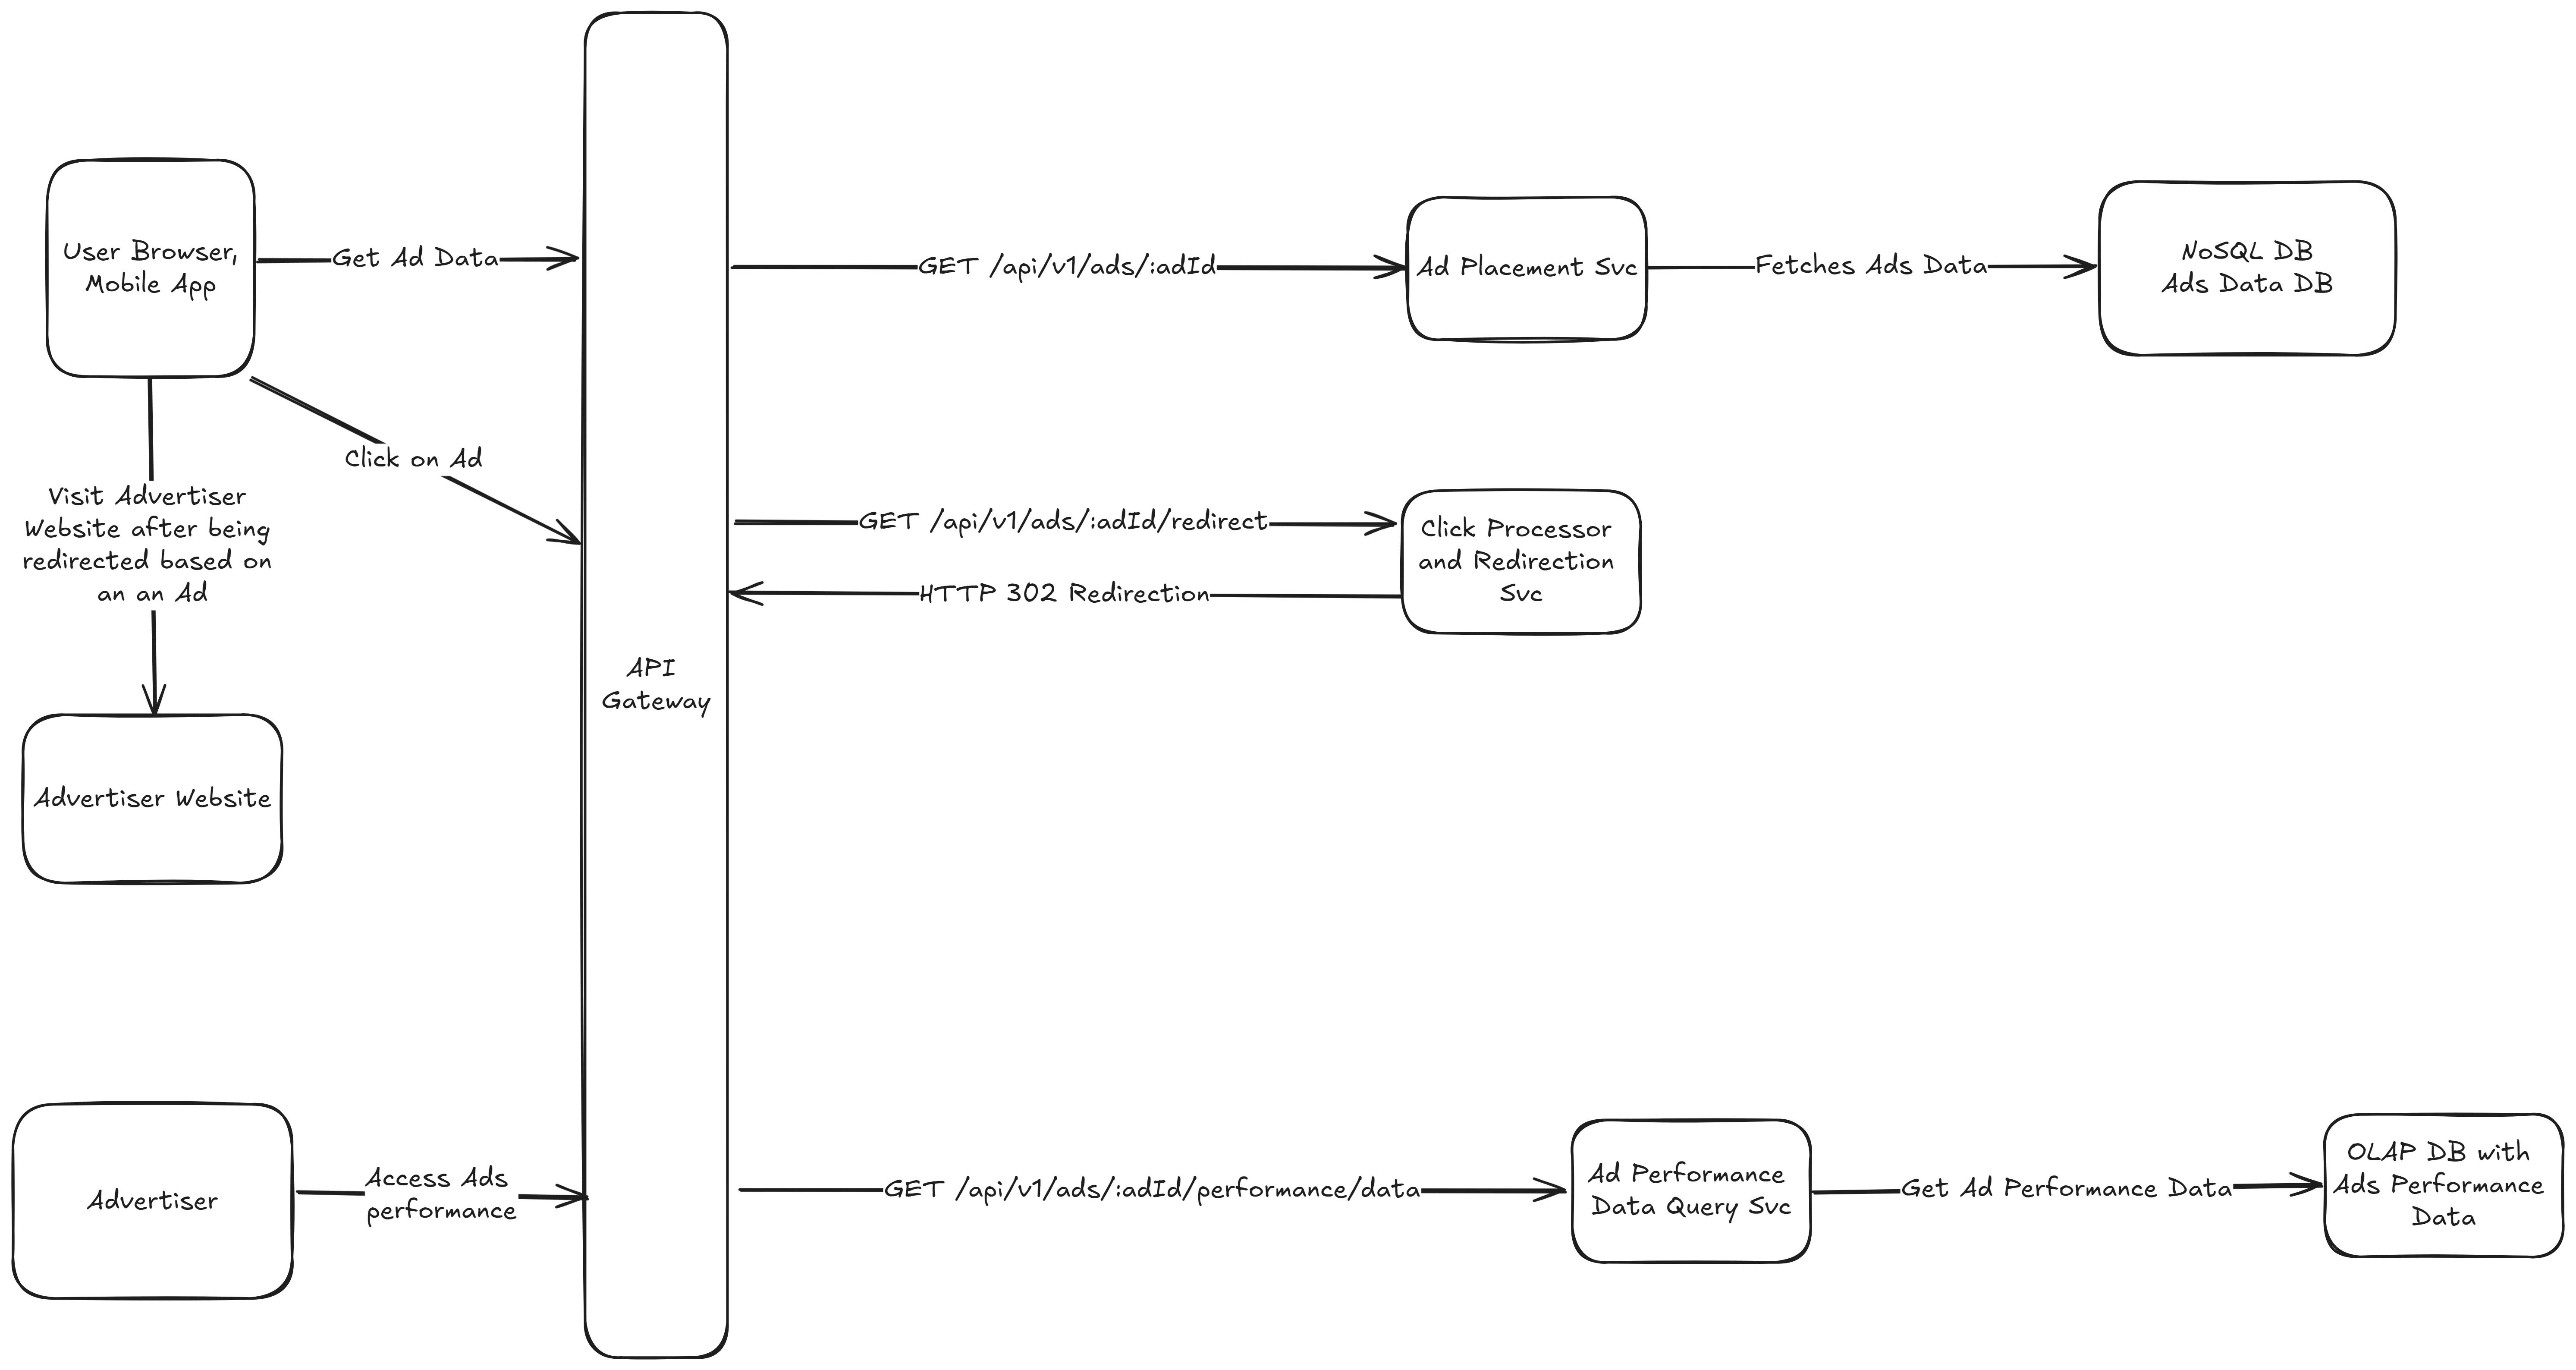 User Browser,
Mobile App
Get Ad Data
GET /api/v1/ads/:adId
Ad Placement Svc
Fetches Ads Data
NoSQL DB
Ads Data DB
Click on Ad
Visit Advertiser
Website after being
redirected based on
an an Ad
GET /api/v1/ads/:adId/redirect
HTTP 302 Redirection
Click Processor
and Redirection
Svc
API
Gateway
Advertiser Website
Advertiser
Access Ads
performance
GET /api/v1/ads/:adId/performance/data
Ad Performance
Data Query Svc
Get Ad Performance Data
OLAP DB with
Ads Performance
Data